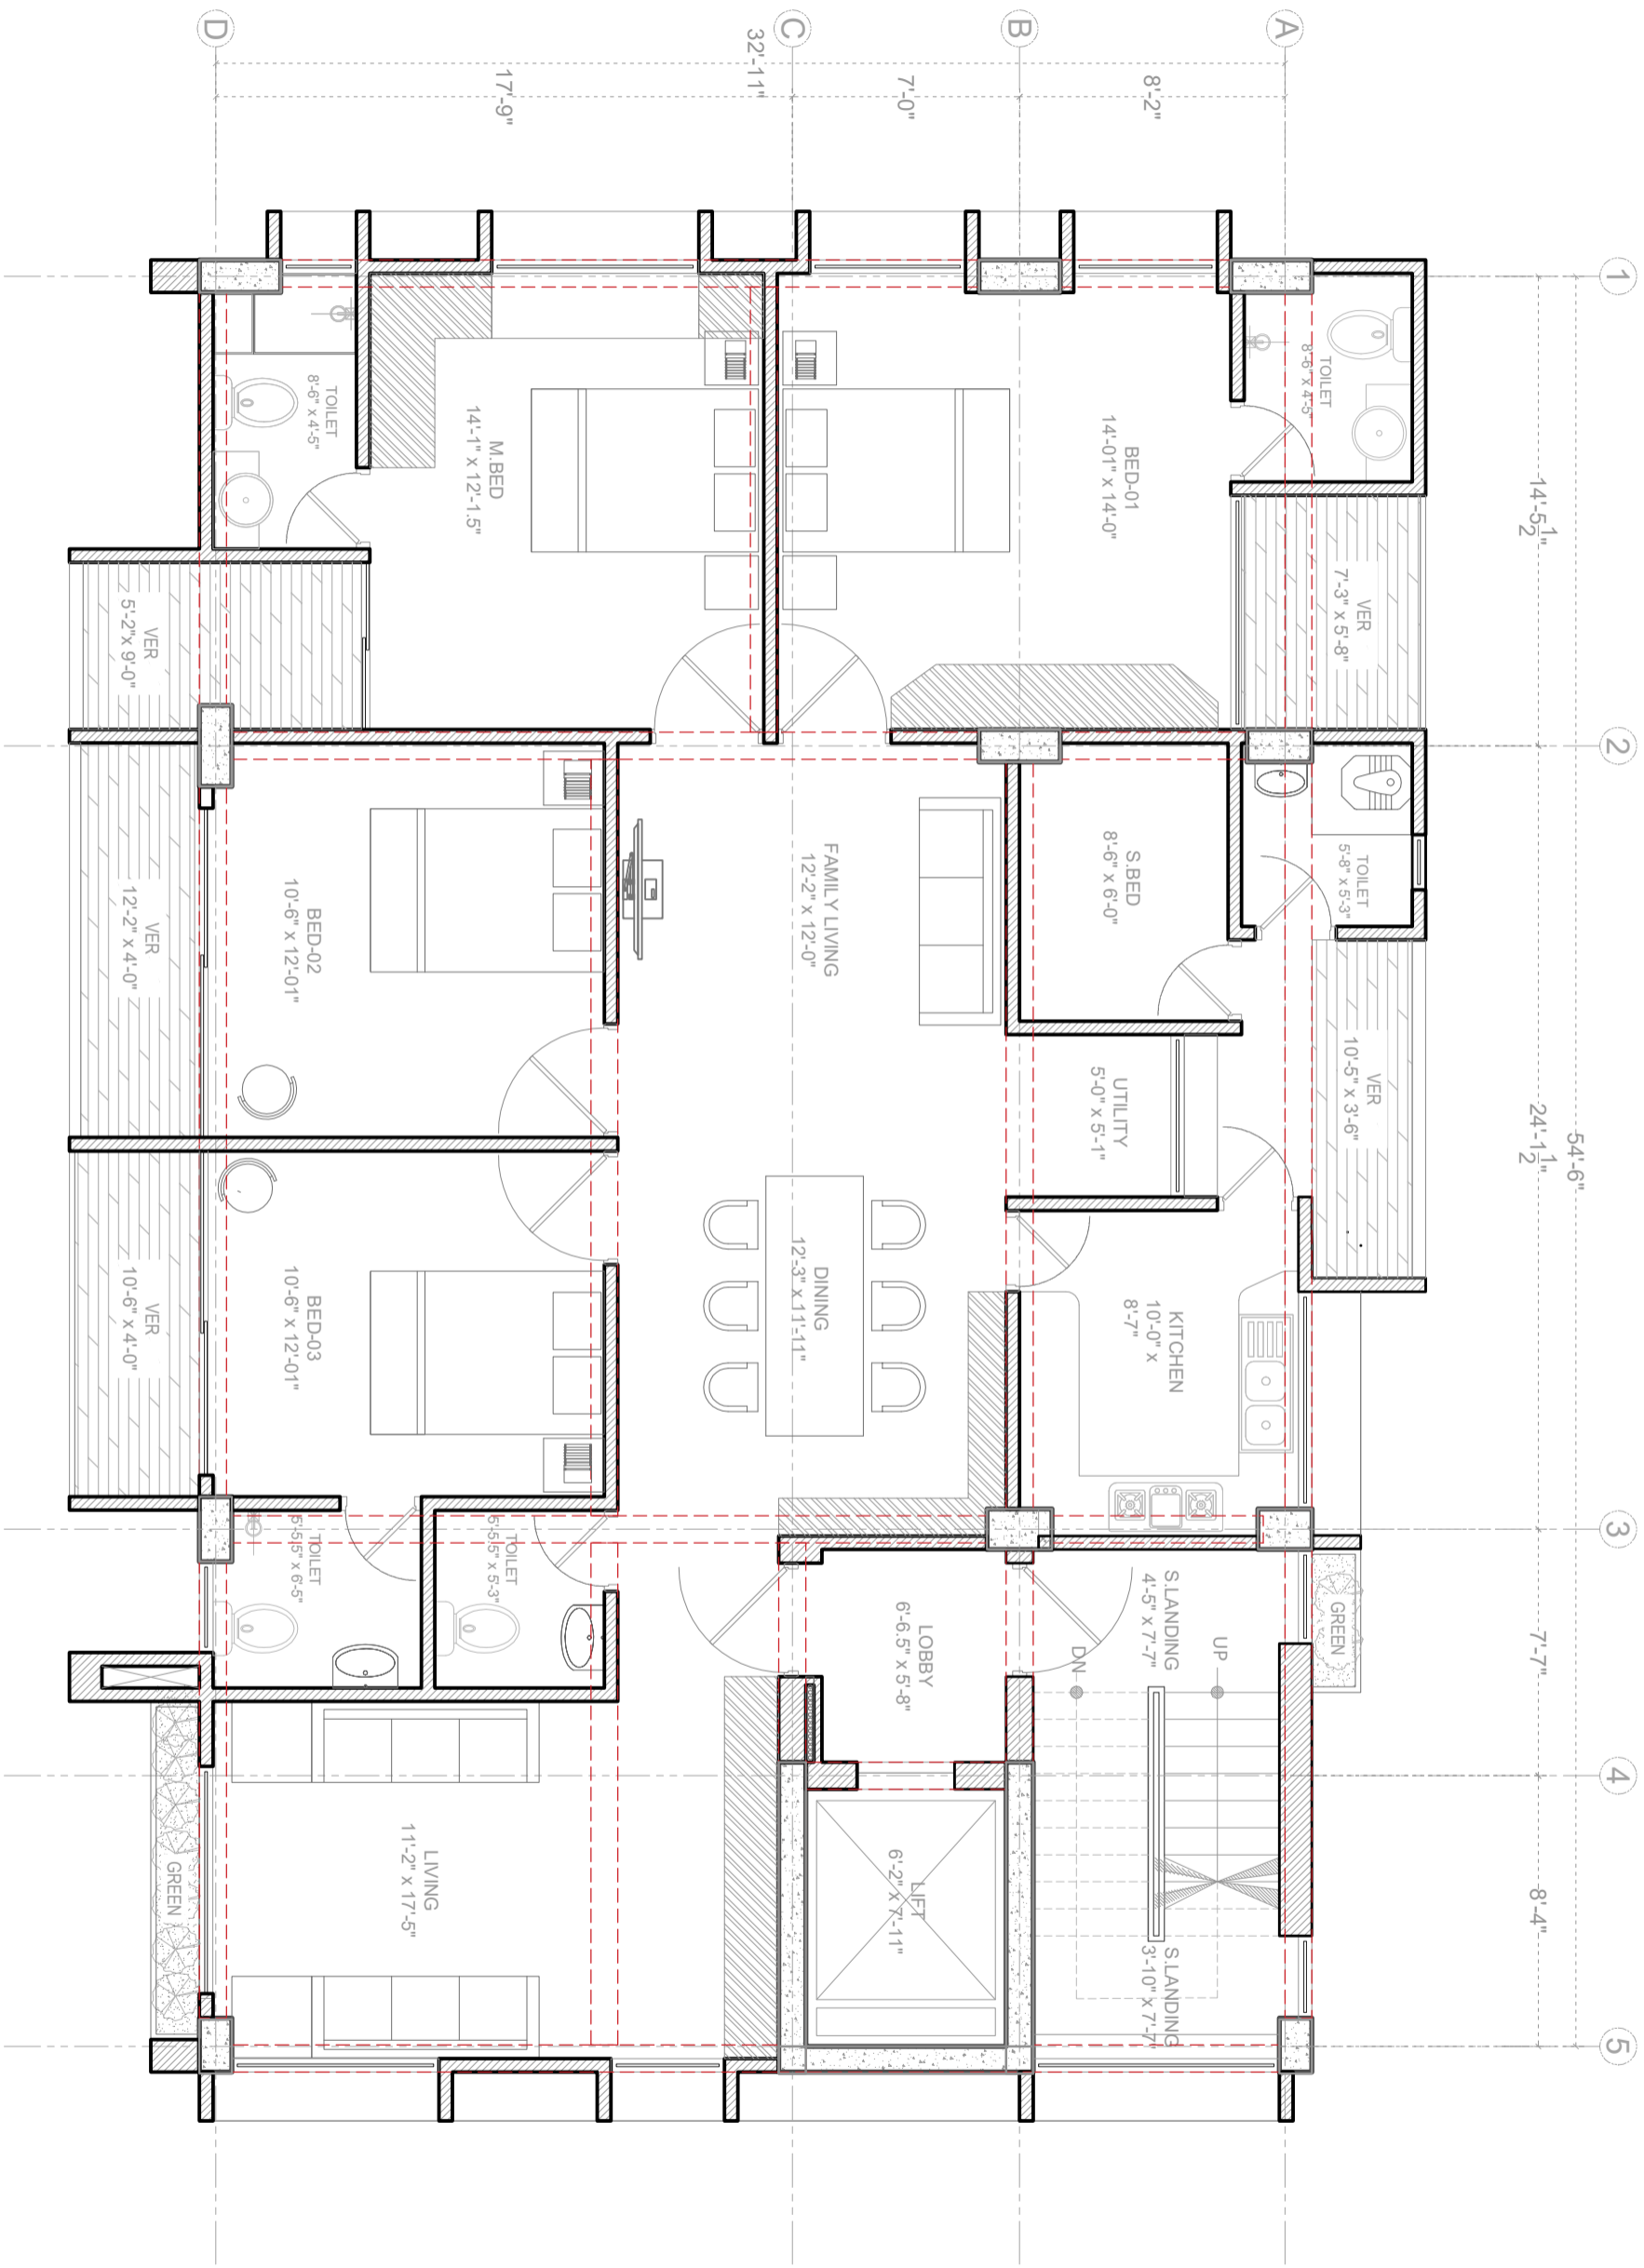 1
2
3
4
5
54'-6"
14'-5 1/2"
24'-1 1/2"
7'-7"
8'-4"
A
B
C
D
8'-2"
7'-0"
32'-11"
17'-9"
TOILET
8'-6" x 4'-5"
VER
7'-3" x 5'-8"
TOILET
5'-8" x 5'-3"
VER
10'-5" x 3'-6"
GREEN
BED-01
14'-01" x 14'-0"
S.BED
8'-6" x 6'-0"
UTILITY
5'-0" x 5'-1"
KITCHEN
10'-0" x
8'-7"
UP
S.LANDING
4'-5" x 7'-7"
DN
S.LANDING
3'-10" x 7'-7"
LOBBY
6'-6.5" x 5'-8"
LIFT
6'-2" x 7'-11"
FAMILY LIVING
12'-2" x 12'-0"
DINING
12'-3" x 11'-11"
M.BED
14'-1" x 12'-1.5"
TOILET
5'-5.5" x 5'-3"
LIVING
11'-2" x 17'-5"
TOILET
8'-6" x 4'-5"
BED-02
10'-6" x 12'-01"
BED-03
10'-6" x 12'-01"
TOILET
5'-5.5" x 6'-5"
GREEN
VER
5'-2"x 9'-0"
VER
12'-2" x 4'-0"
VER
10'-6" x 4'-0"